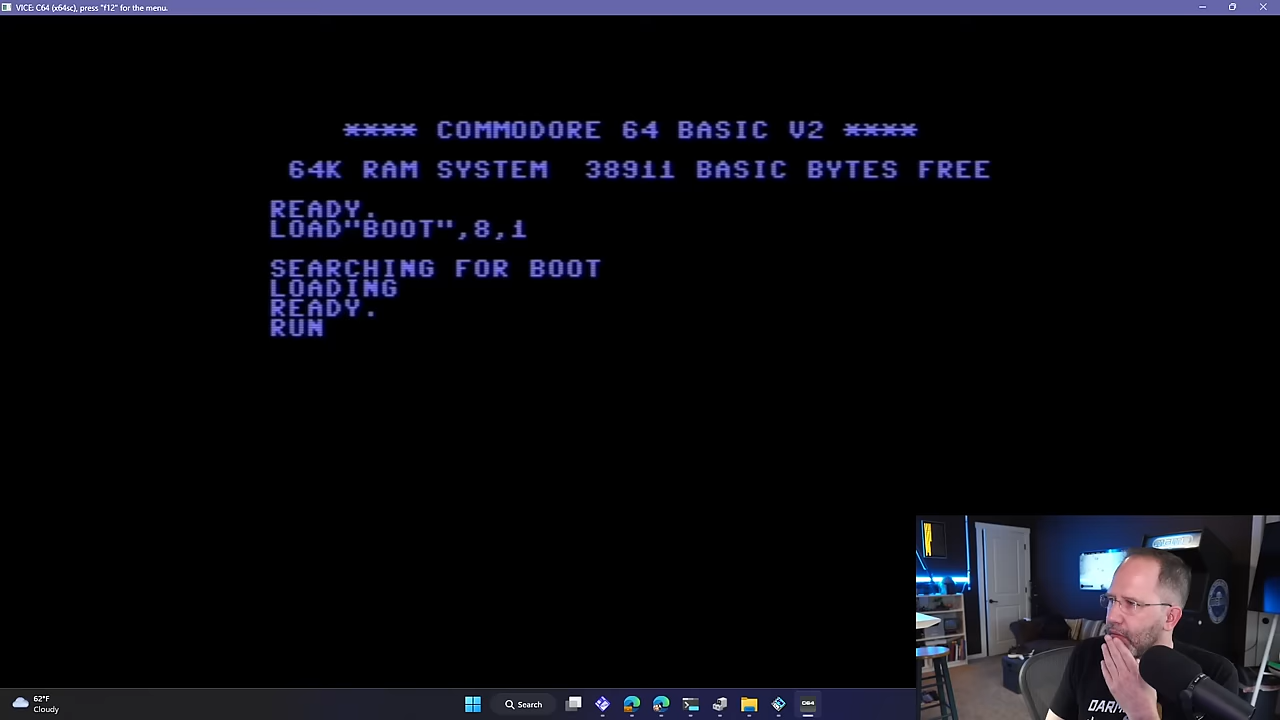 VICE: C64 (x64sc), press "f12" for the menu.
**** COMMODORE 64 BASIC V2 ****
64K RAM SYSTEM  38911 BASIC BYTES FREE
READY.
LOAD"BOOT",8,1
SEARCHING FOR BOOT
LOADING
READY.
RUN
62°F
Cloudy
Search
C64